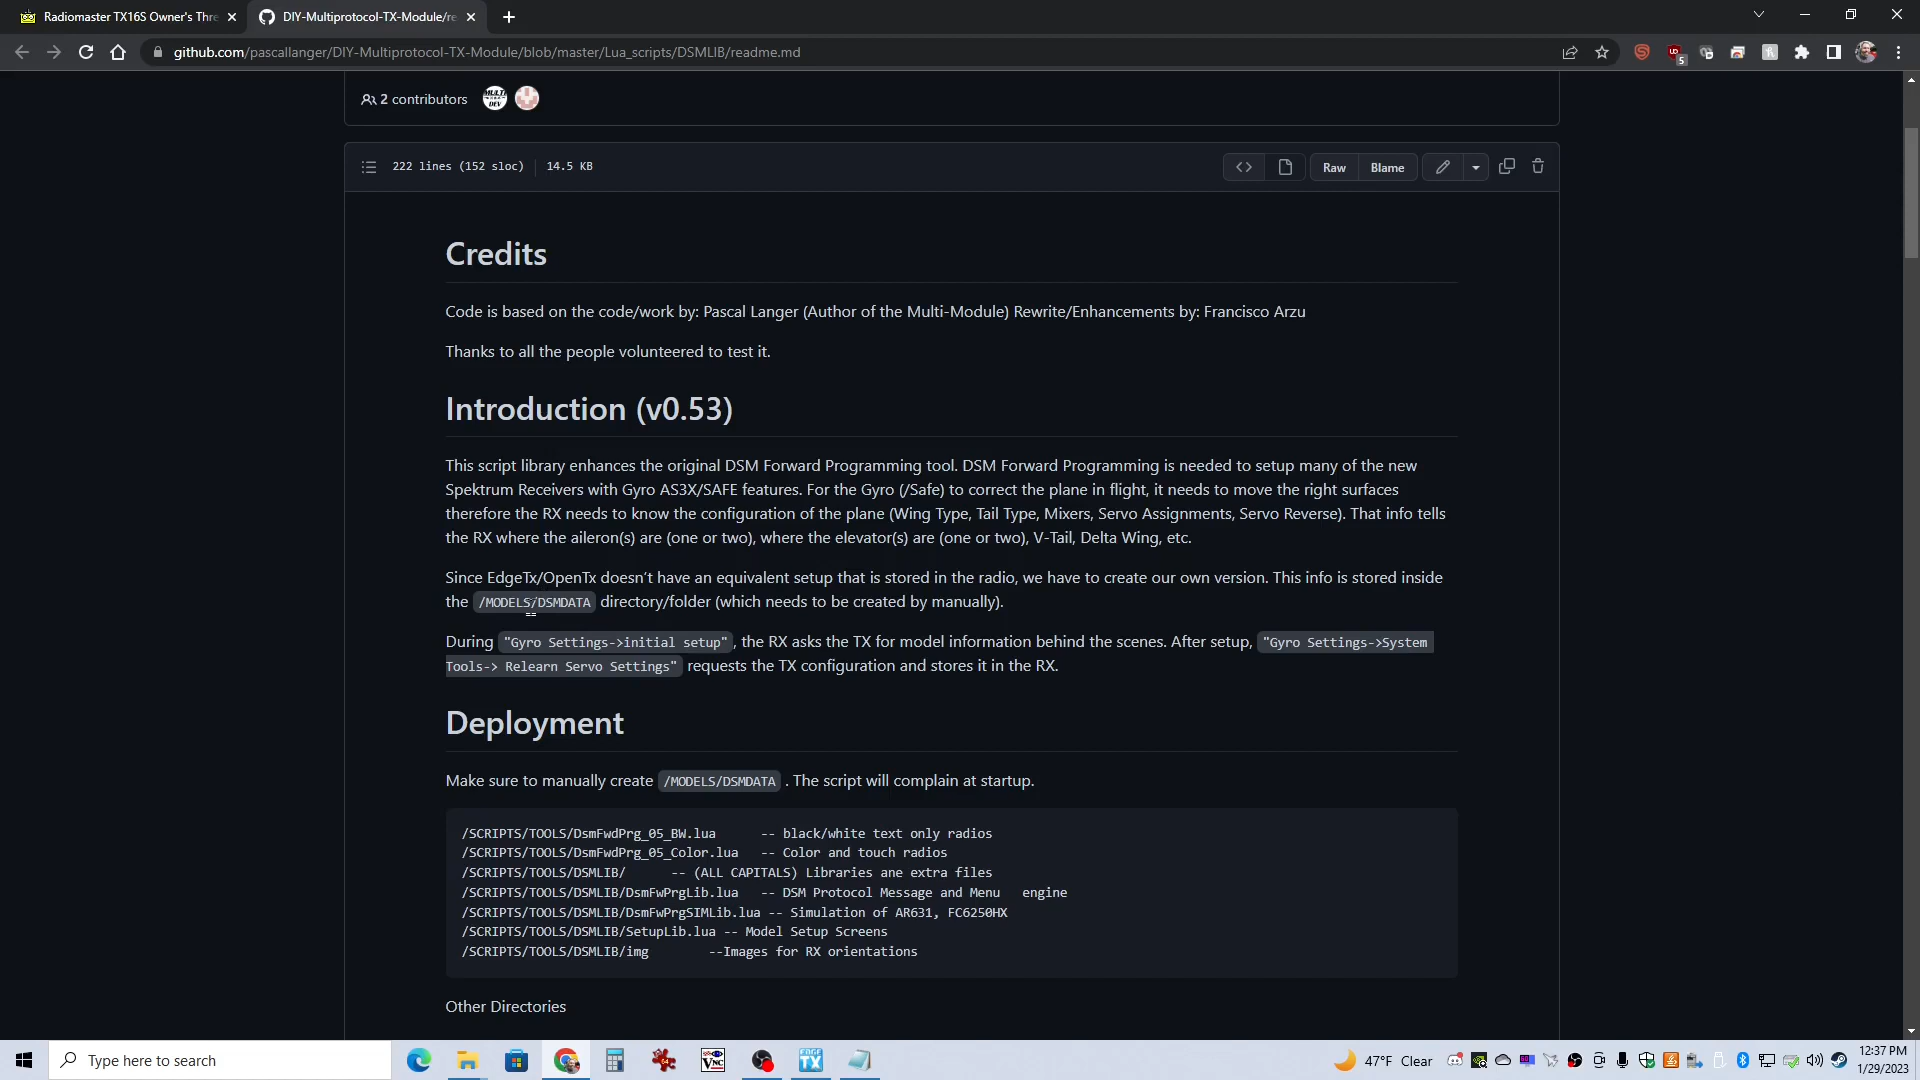 Radiomaster TX16S Owner's Thre
DIY-Multiprotocol-TX-Module/re
github.com/pascallanger/DIY-Multiprotocol-TX-Module/blob/master/Lua_scripts/DSMLIB/readme.md
5
2 contributors
222 lines (152 sloc) 14.5 KB
Raw Blame
Credits
Code is based on the code/work by: Pascal Langer (Author of the Multi-Module) Rewrite/Enhancements by: Francisco Arzu
Thanks to all the people volunteered to test it.
Introduction (v0.53)
This script library enhances the original DSM Forward Programming tool. DSM Forward Programming is needed to setup many of the new
Spektrum Receivers with Gyro AS3X/SAFE features. For the Gyro (/Safe) to correct the plane in flight, it needs to move the right surfaces
therefore the RX needs to know the configuration of the plane (Wing Type, Tail Type, Mixers, Servo Assignments, Servo Reverse). That info tells
the RX where the aileron(s) are (one or two), where the elevator(s) are (one or two), V-Tail, Delta Wing, etc.
Since EdgeTx/OpenTx doesn't have an equivalent setup that is stored in the radio, we have to create our own version. This info is stored inside
the /MODELS/DSMDATA directory/folder (which needs to be created by manually).
During "Gyro Settings->initial setup", the RX asks the TX for model information behind the scenes. After setup, "Gyro Settings->System
Tools-> Relearn Servo Settings" requests the TX configuration and stores it in the RX.
Deployment
Make sure to manually create /MODELS/DSMDATA . The script will complain at startup.
/SCRIPTS/TOOLS/DsmFwdPrg_05_BW.lua -- black/white text only radios
/SCRIPTS/TOOLS/DsmFwdPrg_05_Color.lua -- Color and touch radios
/SCRIPTS/TOOLS/DSMLIB/ -- (ALL CAPITALS) Libraries ane extra files
/SCRIPTS/TOOLS/DSMLIB/DsmFwPrgLib.lua -- DSM Protocol Message and Menu engine
/SCRIPTS/TOOLS/DSMLIB/DsmFwPrgSIMLib.lua -- Simulation of AR631, FC6250HX
/SCRIPTS/TOOLS/DSMLIB/SetupLib.lua -- Model Setup Screens
/SCRIPTS/TOOLS/DSMLIB/img --Images for RX orientations
Other Directories
Type here to search
EDGE
TX
47°F Clear
12:37 PM
1/29/2023